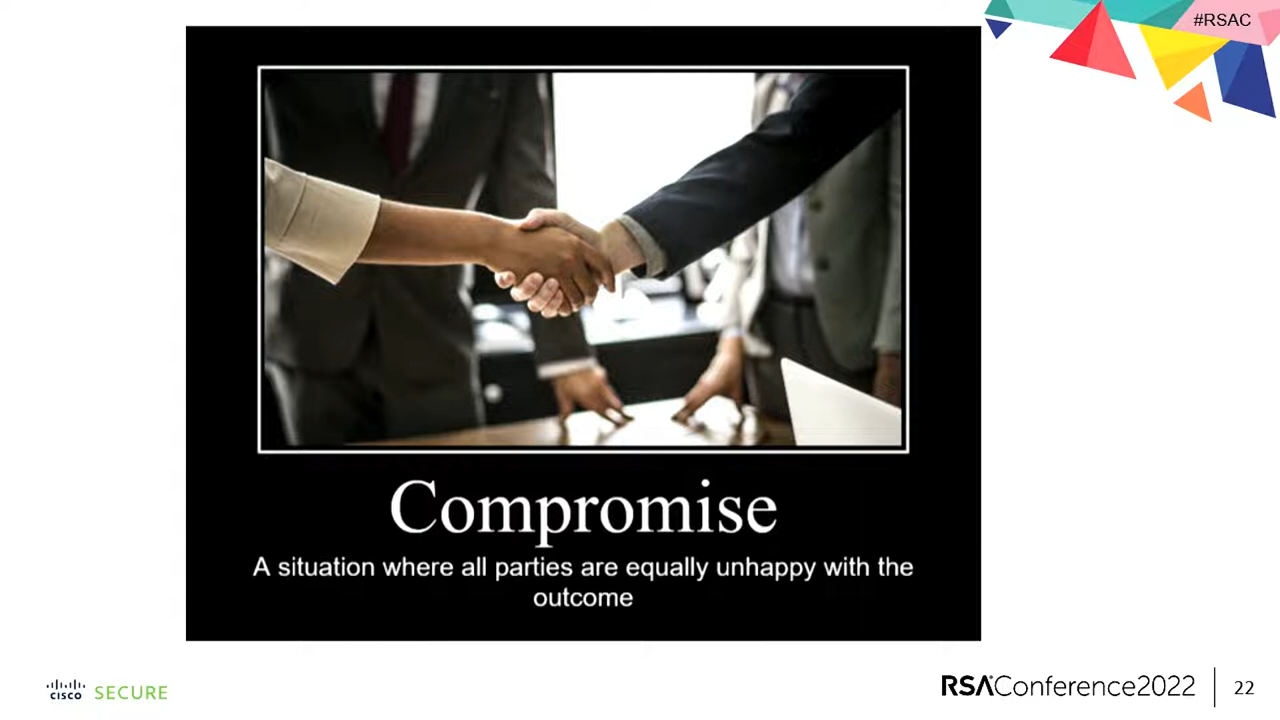 #RSAC
Compromise
A situation where all parties are equally unhappy with the
outcome
CISCO SECURE
RSAConference2022
22